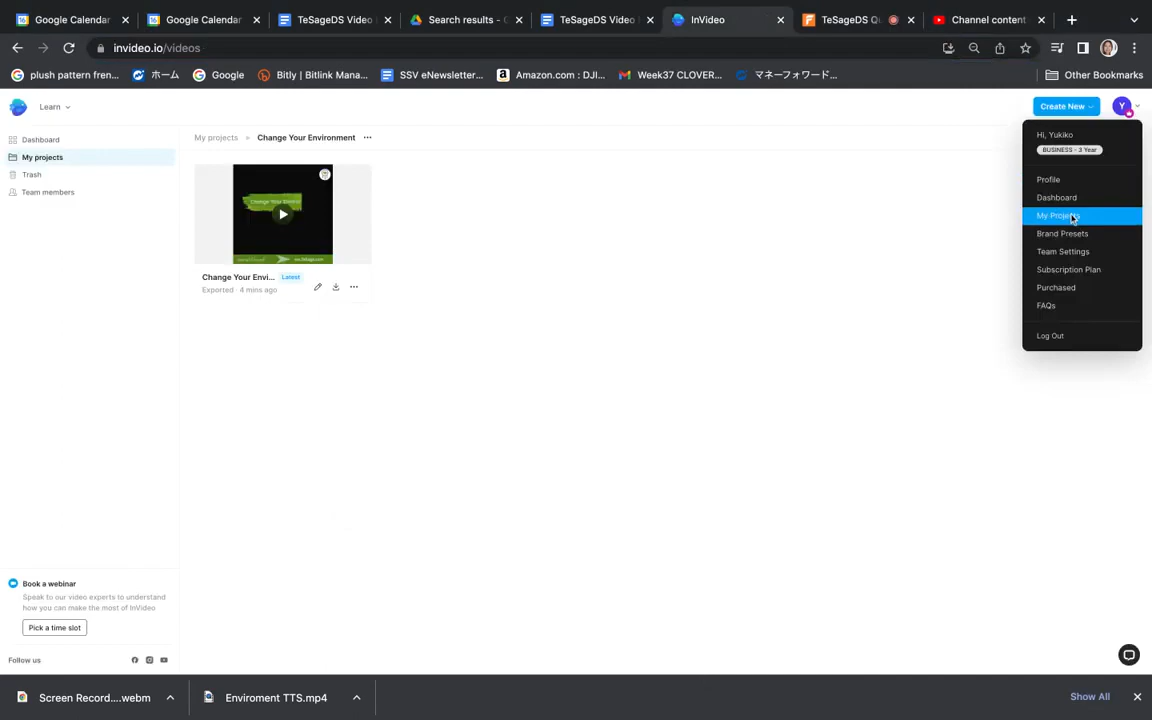 Google Calendar
Google Calendar
TeSageDS Video
Search results - G
TeSageDS Video
InVideo
TeSageDS Qu
Channel content
invideo.io/videos
plush pattern fren...
ホーム
Google
Bitly | Bitlink Mana...
SSV eNewsletter...
Amazon.com : DJI...
Week37 CLOVER...
マネーフォワード...
Other Bookmarks
Learn
Create New
Y
Dashboard
My projects
Trash
Team members
My projects
Change Your Environment
Change Your Enviro
Change Your Envi...
Latest
Exported · 4 mins ago
Hi, Yukiko
BUSINESS - 3 Year
Profile
Dashboard
My Projects
Brand Presets
Team Settings
Subscription Plan
Purchased
FAQs
Log Out
Book a webinar
Speak to our video experts to understand
how you can make the most of InVideo
Pick a time slot
Follow us
Screen Record....webm
Enviroment TTS.mp4
Show All